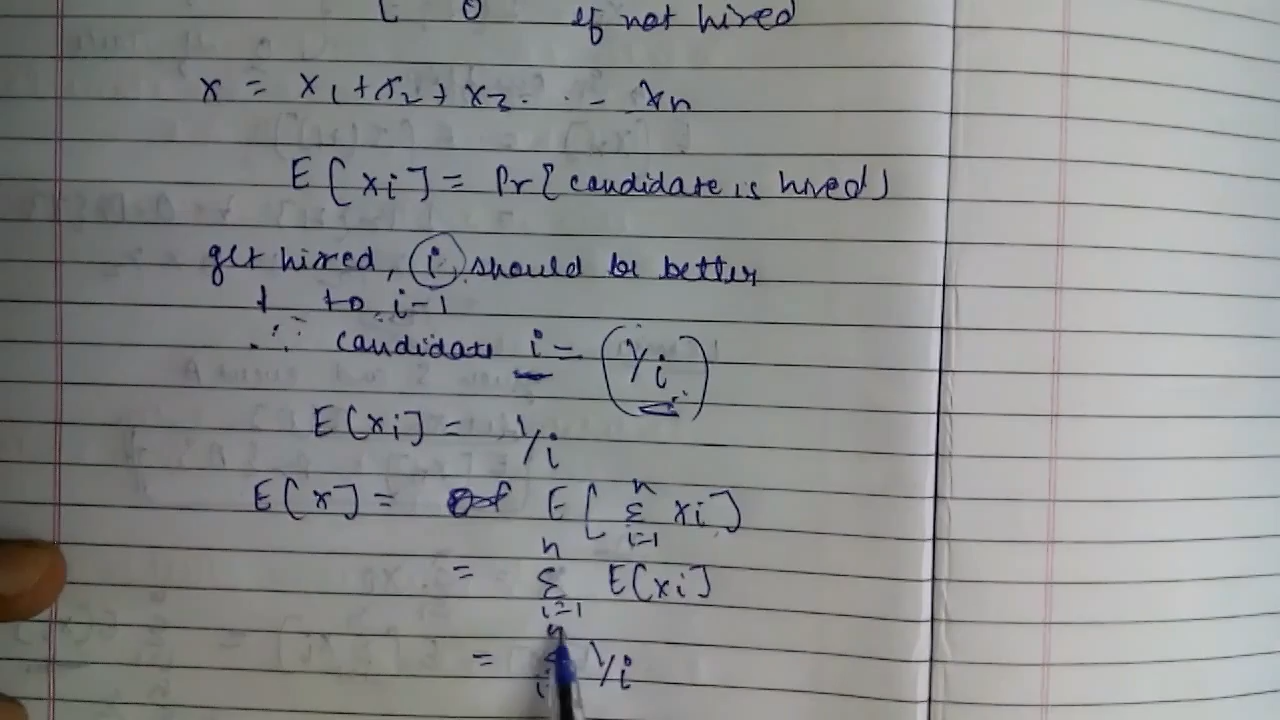 0 if not hired
x = x1 + x2 + x3 . . - xn
E[xi] = Pr[candidate is hired]
get hired, i should be better
1 to i-1
∴ candidate i = (1/i)
E[xi] = 1/i
E[x] = E[ n Σ i=1 xi]
= n Σ i=1 E[xi]
= n Σ i 1/i